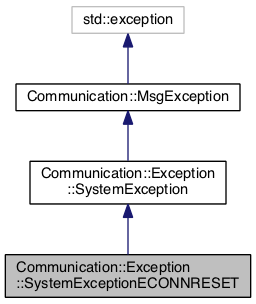 std::exception
Communication::MsgException
Communication::Exception
::SystemException
Communication::Exception
::SystemExceptionECONNRESET